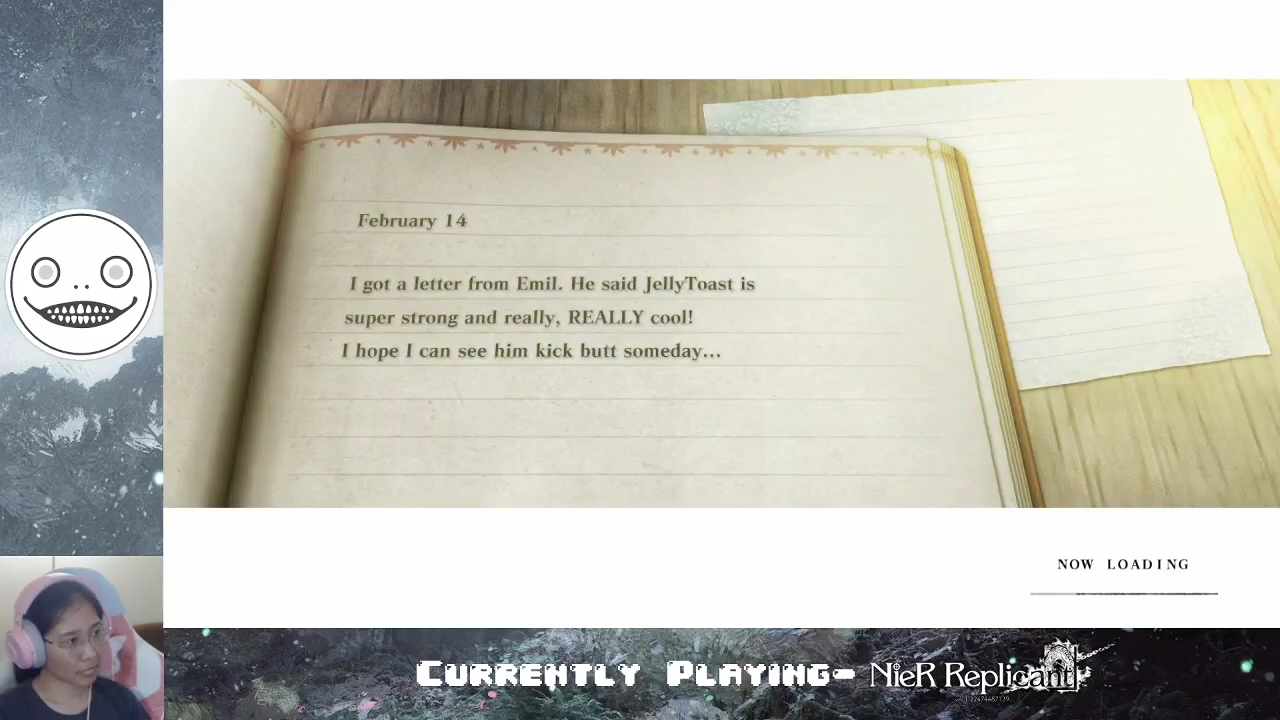 February 14
I got a letter from Emil. He said JellyToast is
super strong and really, REALLY cool!
I hope I can see him kick butt someday...
NOW LOADING
CURRENTLY PLAYING-
NieR Replicant